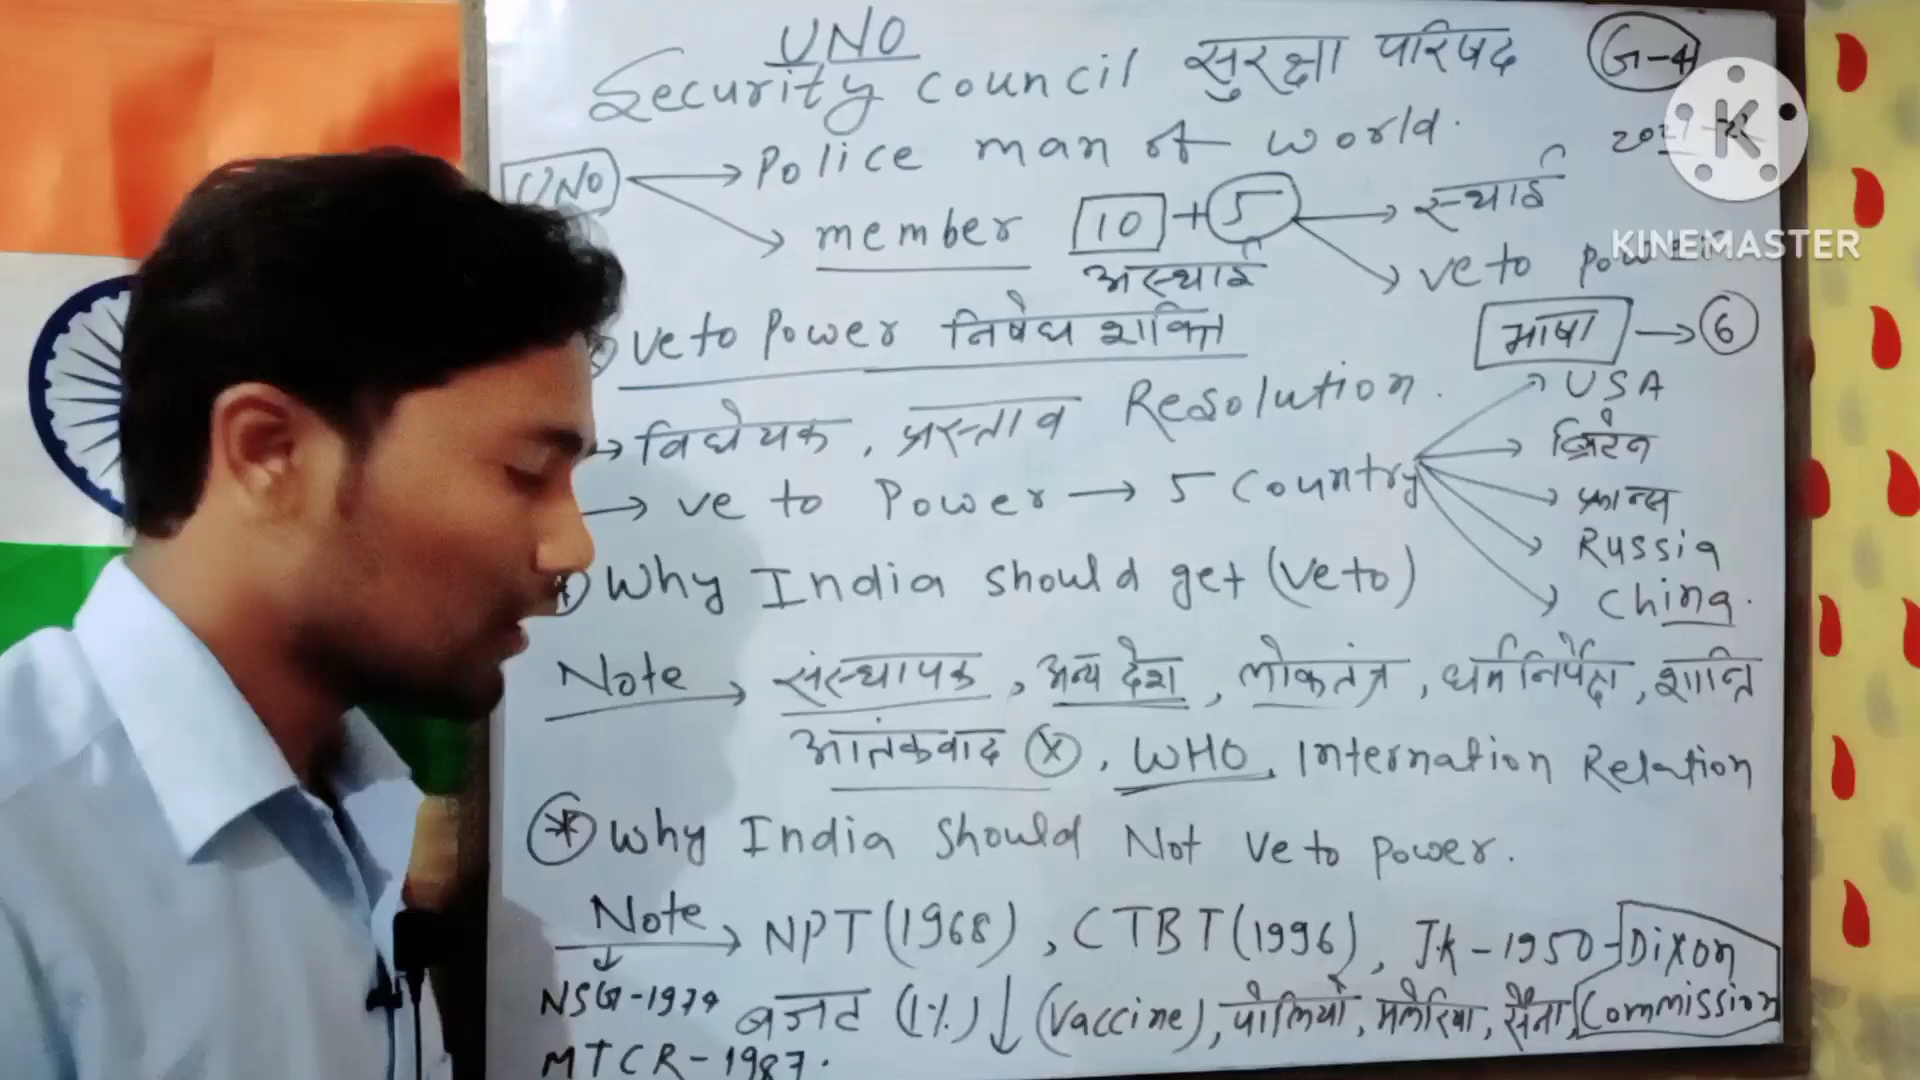 UNO
Security council सुरक्षा परिषद
G-4
UNO → Police man of world.
member 10 + 5 → स्थाई
अस्थाई
veto power
KINEMASTER
Veto Power निषेध शक्ति
भाषा → 6
→ विधेयक, प्रस्ताव Resolution.
→ veto Power → 5 Country
USA
ब्रिटेन
फ्रान्स
Russia
China.
* Why India should get (veto)
Note → संस्थापक, अन्य देश, लोकतंत्र, धर्मनिर्पेक्ष, शान्ति
आतंकवाद (X), WHO, Internation Relation
* Why India should Not Veto power.
Note → NPT (1968), CTBT (1996), JK - 1950 - Dixon Commission
NSG - 1974
बजट (1%) ↓ (Vaccine), पोलियो, मलेरिया, सेना,
MTCR - 1987.